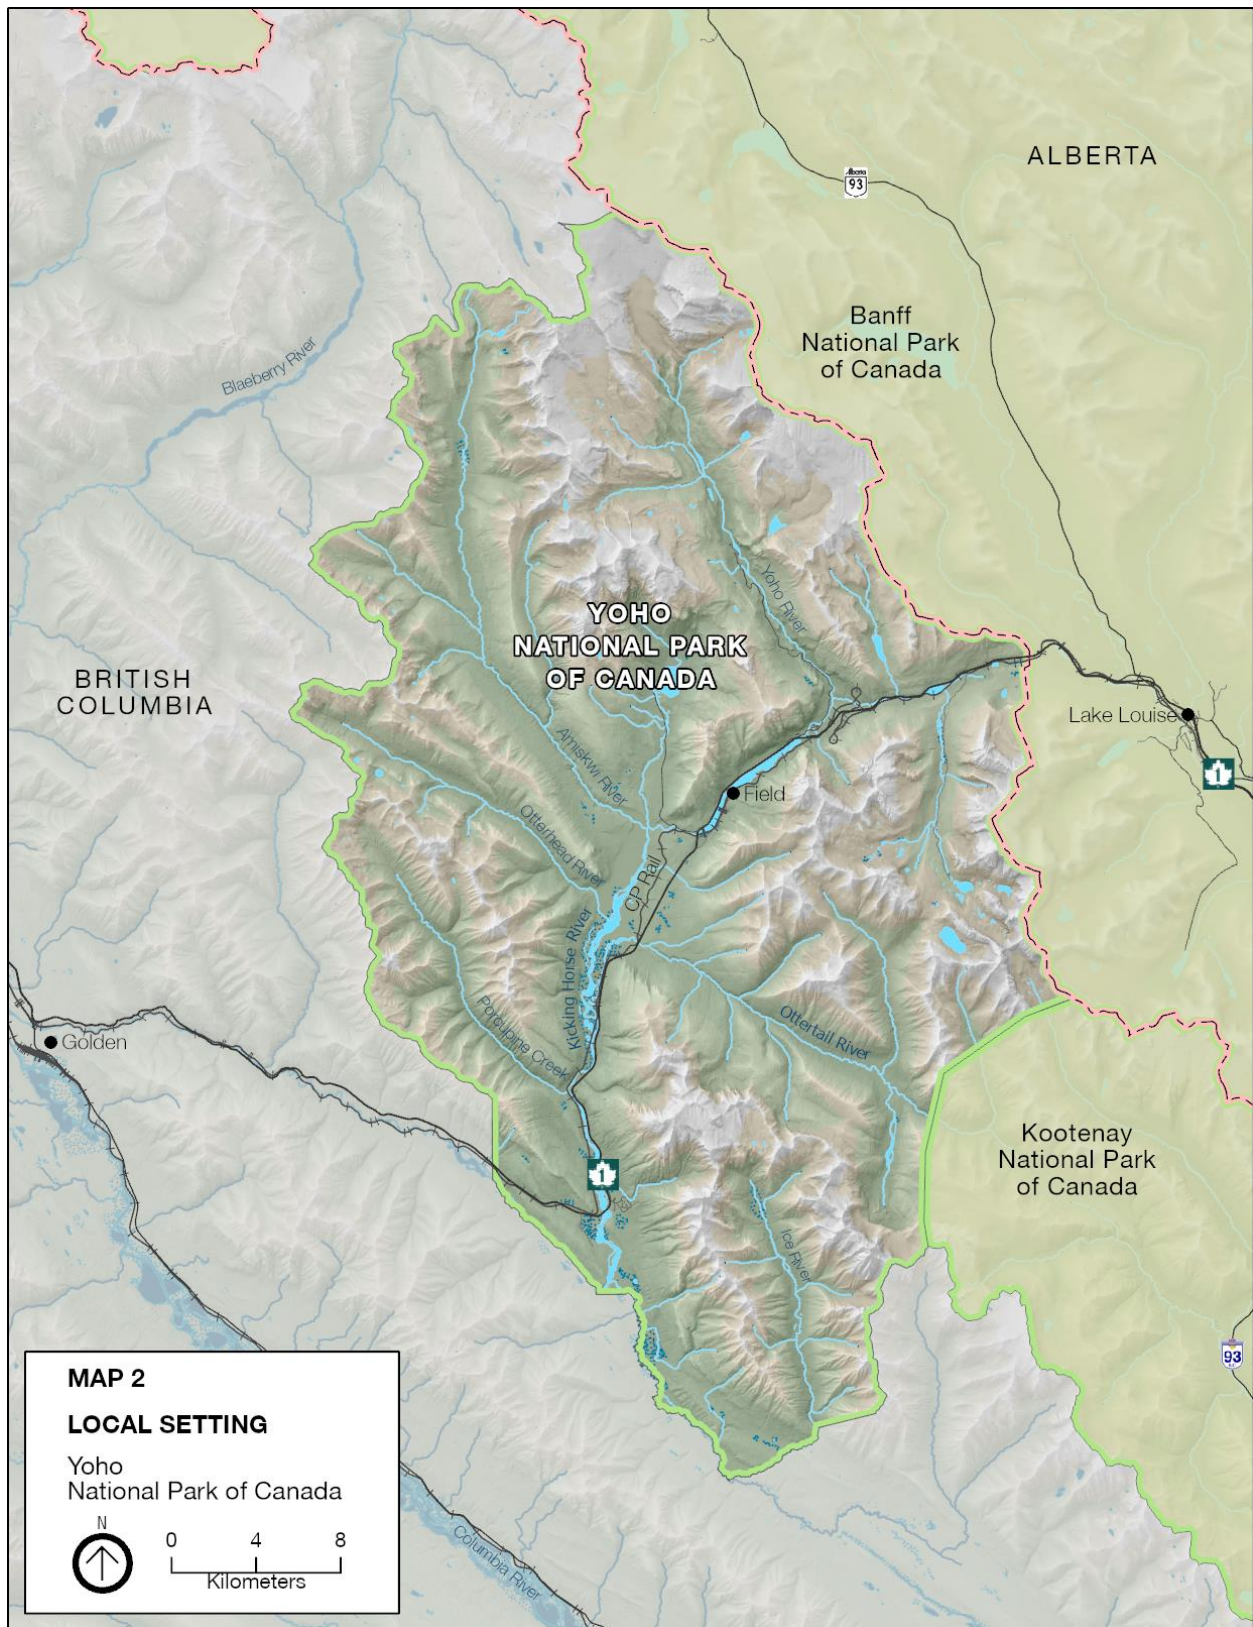 ALBERTA
Alberta
93
Banff
National Park
of Canada
Blaeberry River
Yoho River
YOHO
NATIONAL PARK
OF CANADA
BRITISH
COLUMBIA
Lake Louise
1
Amiskwi River
Field
Otterhead River
CP Rail
Kicking Horse River
Porcupine Creek
Ottertail River
Golden
Kootenay
National Park
of Canada
1
Ice River
93
MAP 2
LOCAL SETTING
Yoho
National Park of Canada
N
0 4 8
Kilometers
Columbia River